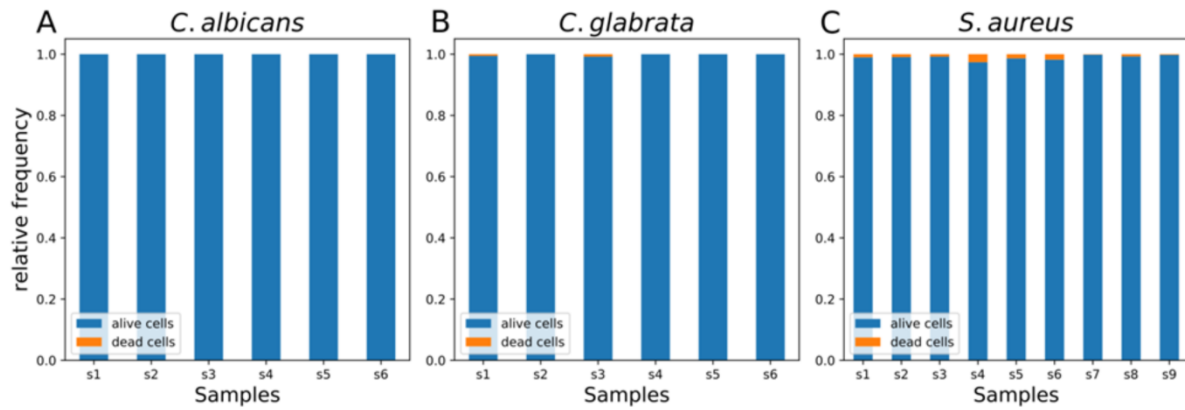 A
C. albicans
relative frequency
1.0
0.8
0.6
0.4
0.2
0.0
alive cells
dead cells
s1 s2 s3 s4 s5 s6
Samples
B
C. glabrata
1.0
0.8
0.6
0.4
0.2
0.0
alive cells
dead cells
s1 s2 s3 s4 s5 s6
Samples
C
S. aureus
1.0
0.8
0.6
0.4
0.2
0.0
alive cells
dead cells
s1 s2 s3 s4 s5 s6 s7 s8 s9
Samples